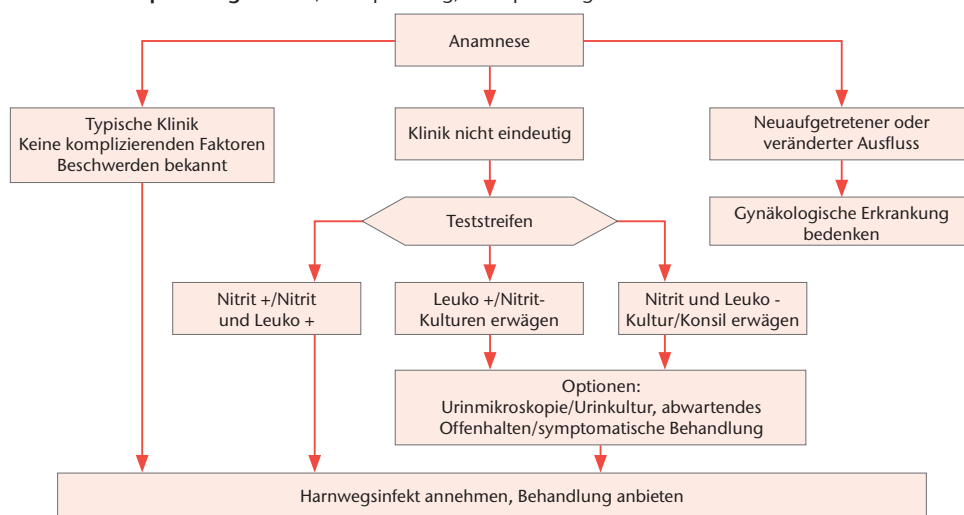 Anamnese
Typische Klinik
Keine komplizierenden Faktoren
Beschwerden bekannt
Klinik nicht eindeutig
Neuaufgetretener oder
veränderter Ausfluss
Gynäkologische Erkrankung
bedenken
Teststreifen
Nitrit +/Nitrit
und Leuko +
Leuko +/Nitrit-
Kulturen erwägen
Nitrit und Leuko -
Kultur/Konsil erwägen
Optionen:
Urinmikroskopie/Urinkultur, abwartendes
Offenhalten/symptomatische Behandlung
Harnwegsinfekt annehmen, Behandlung anbieten